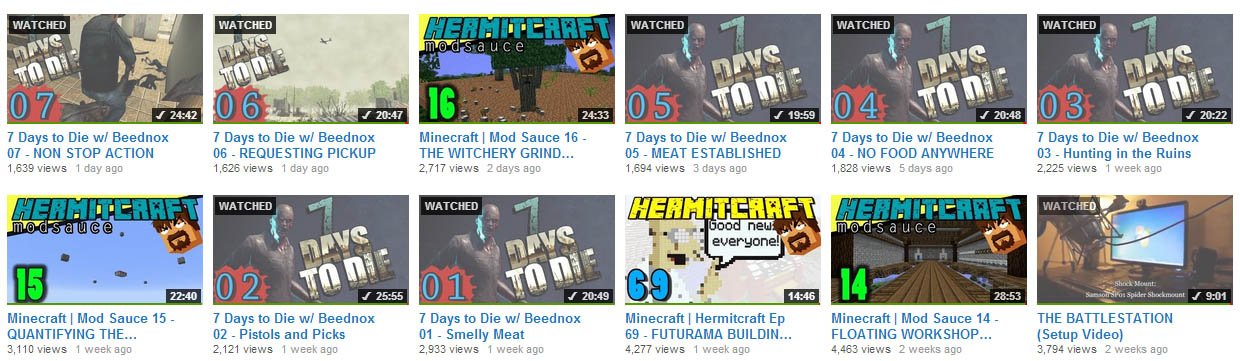 WATCHED
7 DAYS TO DIE
07
24:42
7 Days to Die w/ Beednox
07 - NON STOP ACTION
1,639 views 1 day ago
WATCHED
7 DAYS TO DIE
06
20:47
7 Days to Die w/ Beednox
06 - REQUESTING PICKUP
1,626 views 1 day ago
HERMITCRAFT
modsauce
16
24:33
Minecraft | Mod Sauce 16 -
THE WITCHERY GRIND...
2,717 views 2 days ago
WATCHED
7 DAYS TO DIE
05
19:59
7 Days to Die w/ Beednox
05 - MEAT ESTABLISHED
1,694 views 3 days ago
WATCHED
7 DAYS TO DIE
04
20:48
7 Days to Die w/ Beednox
04 - NO FOOD ANYWHERE
1,828 views 5 days ago
WATCHED
7 DAYS TO DIE
03
20:22
7 Days to Die w/ Beednox
03 - Hunting in the Ruins
2,225 views 1 week ago
HERMITCRAFT
modsauce
15
22:40
Minecraft | Mod Sauce 15 -
QUANTIFYING THE...
3,110 views 1 week ago
WATCHED
7 DAYS TO DIE
02
25:55
7 Days to Die w/ Beednox
02 - Pistols and Picks
2,121 views 1 week ago
WATCHED
7 DAYS TO DIE
01
20:49
7 Days to Die w/ Beednox
01 - Smelly Meat
2,933 views 1 week ago
HERMITCRAFT
Good news
everyone!
69
14:46
Minecraft | Hermitcraft Ep
69 - FUTURAMA BUILDIN...
4,277 views 1 week ago
HERMITCRAFT
modsauce
14
28:53
Minecraft | Mod Sauce 14 -
FLOATING WORKSHOP...
4,463 views 2 weeks ago
WATCHED
Shock Mount:
Samson SP01 Spider Shockmount
9:01
THE BATTLESTATION
(Setup Video)
3,794 views 2 weeks ago